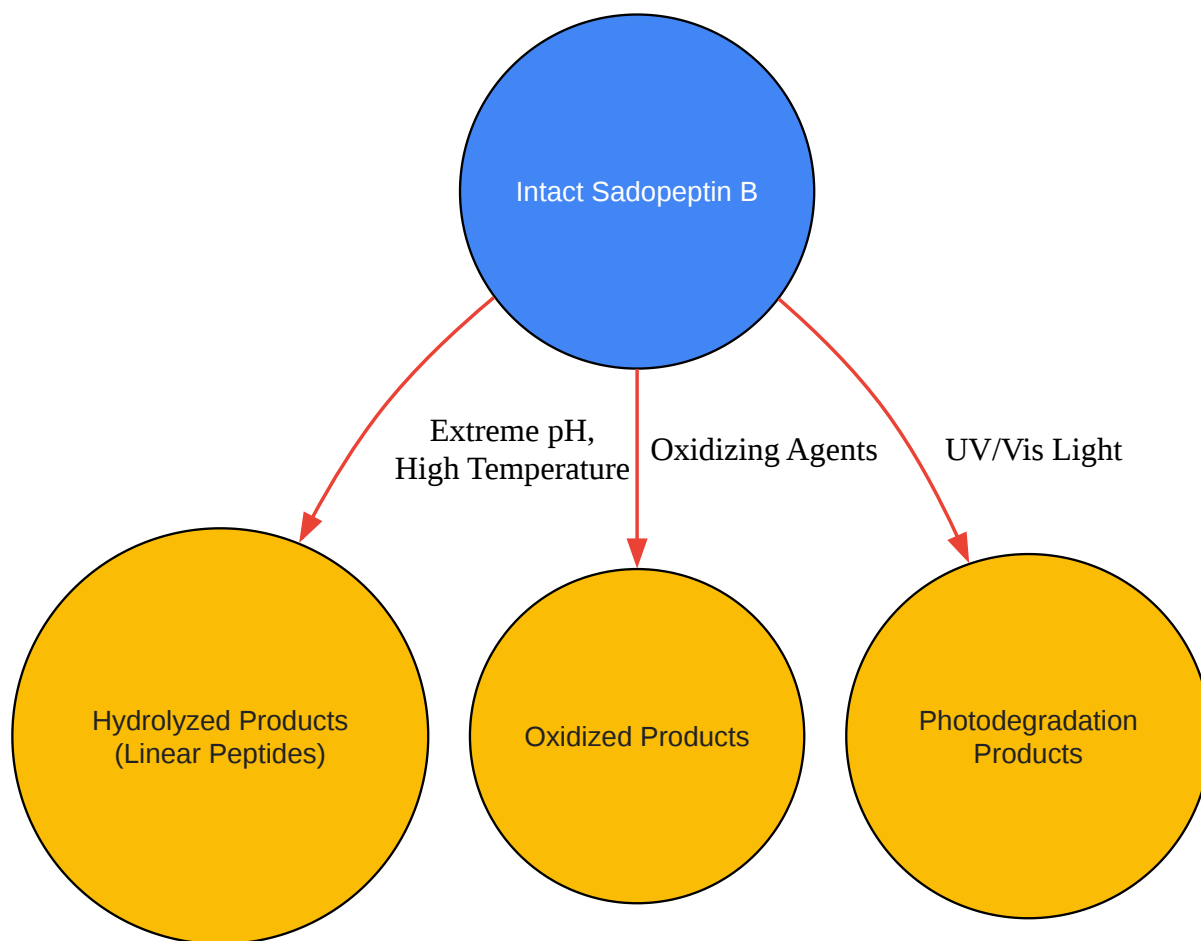 Intact Sadopeptin B
Extreme pH,
High Temperature
Oxidizing Agents
UV/Vis Light
Hydrolyzed Products
(Linear Peptides)
Oxidized Products
Photodegradation
Products